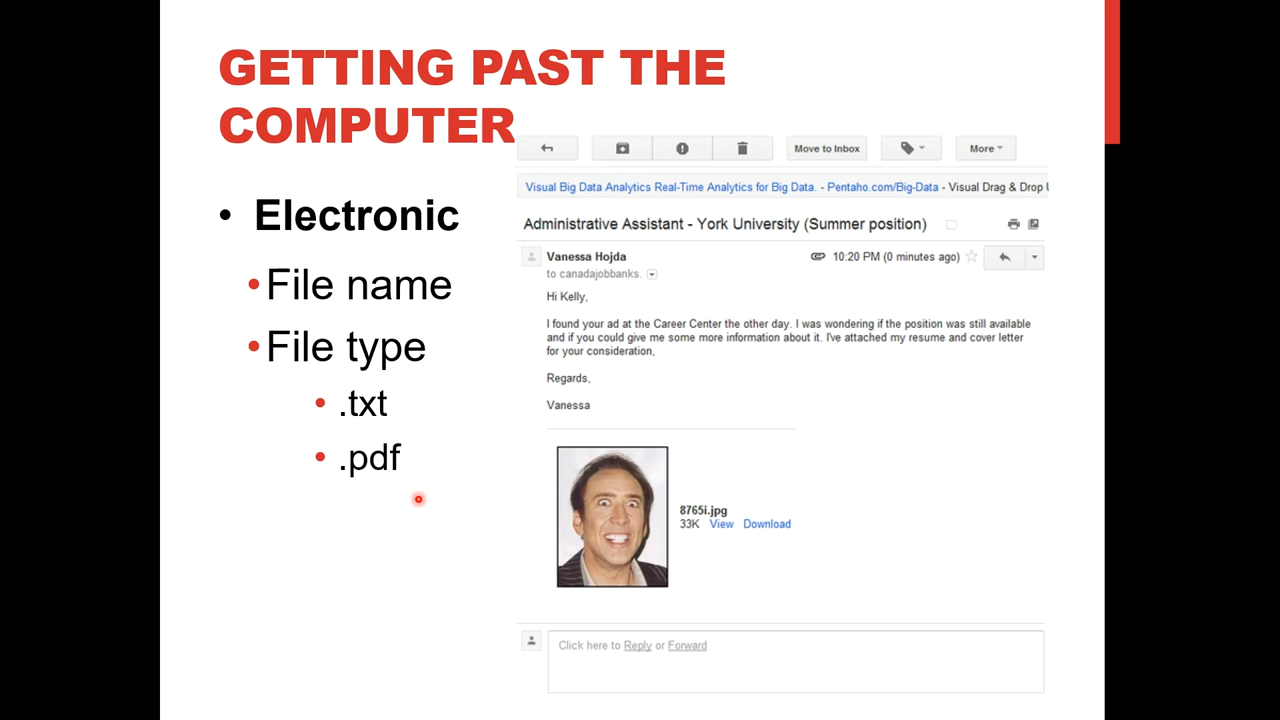 GETTING PAST THE
COMPUTER
• Electronic
• File name
• File type
• .txt
• .pdf
Move to Inbox
More
Visual Big Data Analytics Real-Time Analytics for Big Data. - Pentaho.com/Big-Data - Visual Drag & Drop
Administrative Assistant - York University (Summer position)
Vanessa Hojda
10:20 PM (0 minutes ago)
to canadajobbanks.
Hi Kelly,
I found your ad at the Career Center the other day. I was wondering if the position was still available
and if you could give me some more information about it. I've attached my resume and cover letter
for your consideration,
Regards,
Vanessa
8765i.jpg
33K View Download
Click here to Reply or Forward